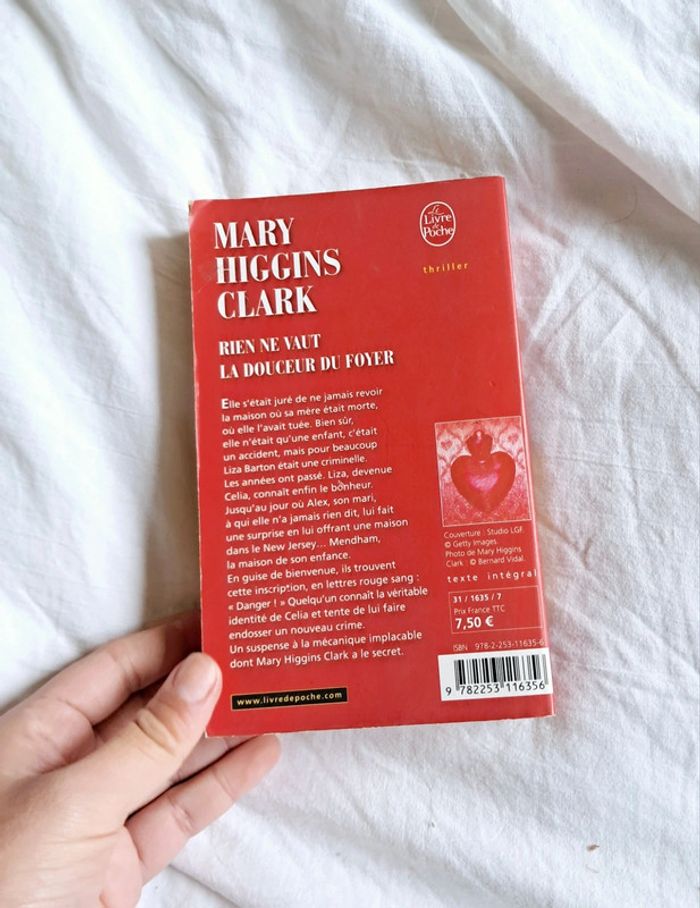 MARY
HIGGINS
CLARK
Le
Livre
de
Poche
thriller
RIEN NE VAUT
LA DOUCEUR DU FOYER
Elle s'était juré de ne jamais revoir
la maison où sa mère était morte,
où elle l'avait tuée. Bien sûr,
elle n'était qu'une enfant, c'était
un accident, mais pour beaucoup
Liza Barton était une criminelle.
Les années ont passé. Liza, devenue
Celia, connaît enfin le bonheur.
Jusqu'au jour où Alex, son mari,
à qui elle n'a jamais rien dit, lui fait
une surprise en lui offrant une maison
dans le New Jersey... Mendham,
la maison de son enfance.
En guise de bienvenue, ils trouvent
cette inscription, en lettres rouge sang :
« Danger ! » Quelqu'un connaît la véritable
identité de Celia et tente de lui faire
endosser un nouveau crime.
Un suspense à la mécanique implacable
dont Mary Higgins Clark a le secret.
www.livredepoche.com
Couverture : Studio LGF.
© Getty Images.
Photo de Mary Higgins
Clark : © Bernard Vidal.
texte intégral
31 / 1635 / 7
Prix France TTC
7,50 €
ISBN 978-2-253-11635-6
9 782253 116356